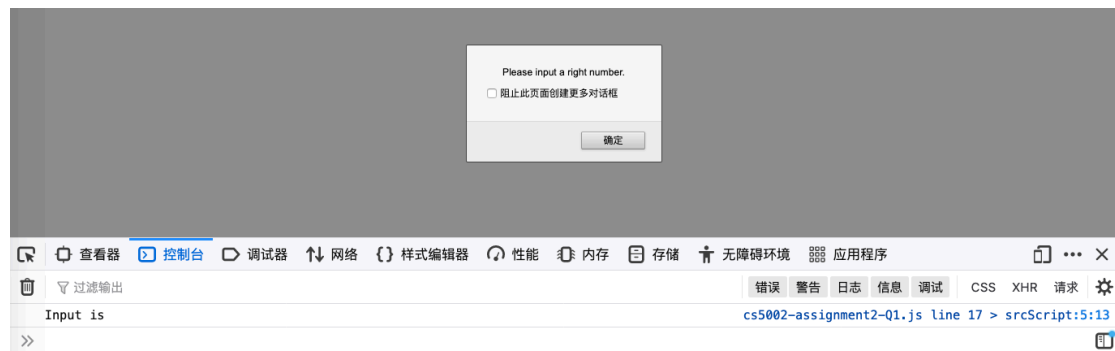 Please input a right number.
阻止此页面创建更多对话框
确定
查看器 控制台 调试器 网络 {} 样式编辑器 性能 内存 存储 无障碍环境 应用程序
过滤输出 错误 警告 日志 信息 调试 CSS XHR 请求
Input is cs5002-assignment2-Q1.js line 17 > srcScript:5:13